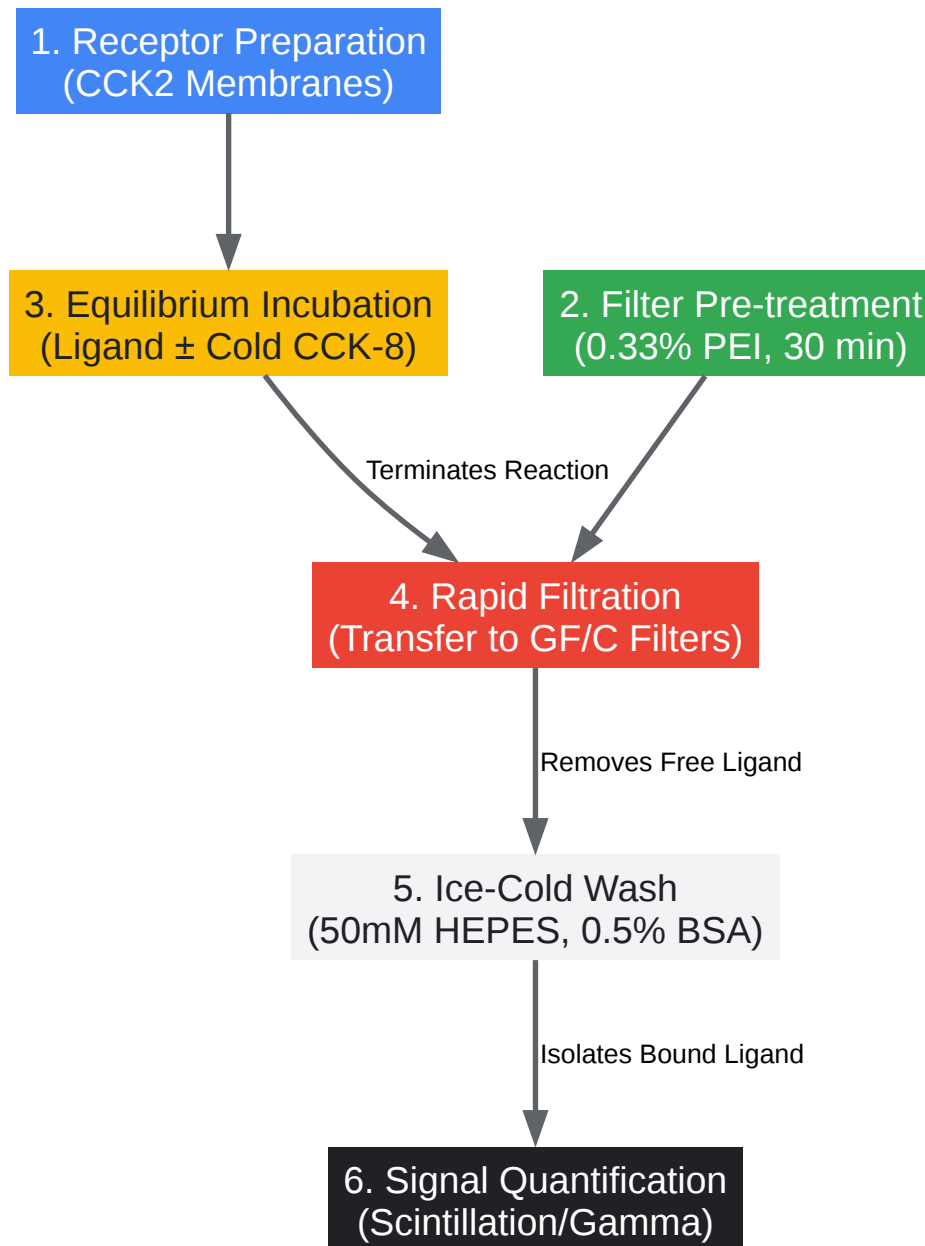 1. Receptor Preparation
(CCK2 Membranes)
3. Equilibrium Incubation
(Ligand ± Cold CCK-8)
2. Filter Pre-treatment
(0.33% PEI, 30 min)
Terminates Reaction
4. Rapid Filtration
(Transfer to GF/C Filters)
Removes Free Ligand
5. Ice-Cold Wash
(50mM HEPES, 0.5% BSA)
Isolates Bound Ligand
6. Signal Quantification
(Scintillation/Gamma)